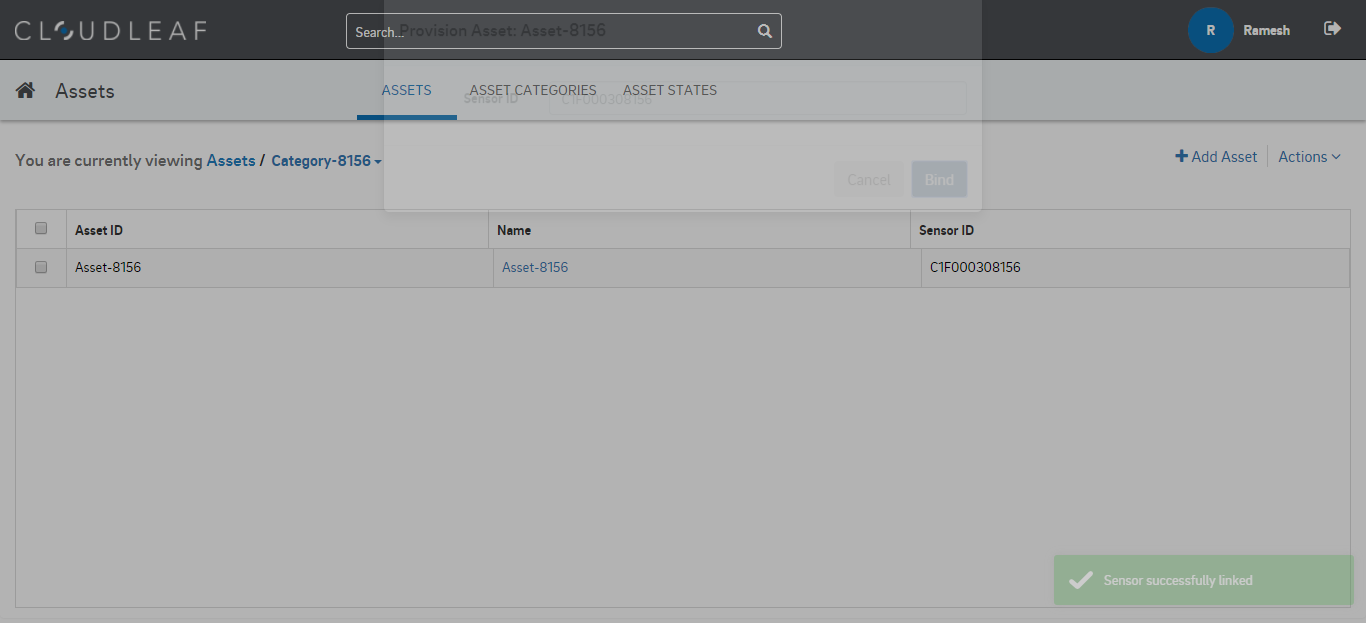 CLOUDLEAF
Search...
Provision Asset: Asset-8156
R
Ramesh
Assets
ASSETS
ASSET CATEGORIES
ASSET STATES
Sensor ID
C1F000308156
You are currently viewing Assets / Category-8156
Add Asset
Actions
Cancel
Bind
Asset ID
Name
Sensor ID
Asset-8156
Asset-8156
C1F000308156
Sensor successfully linked